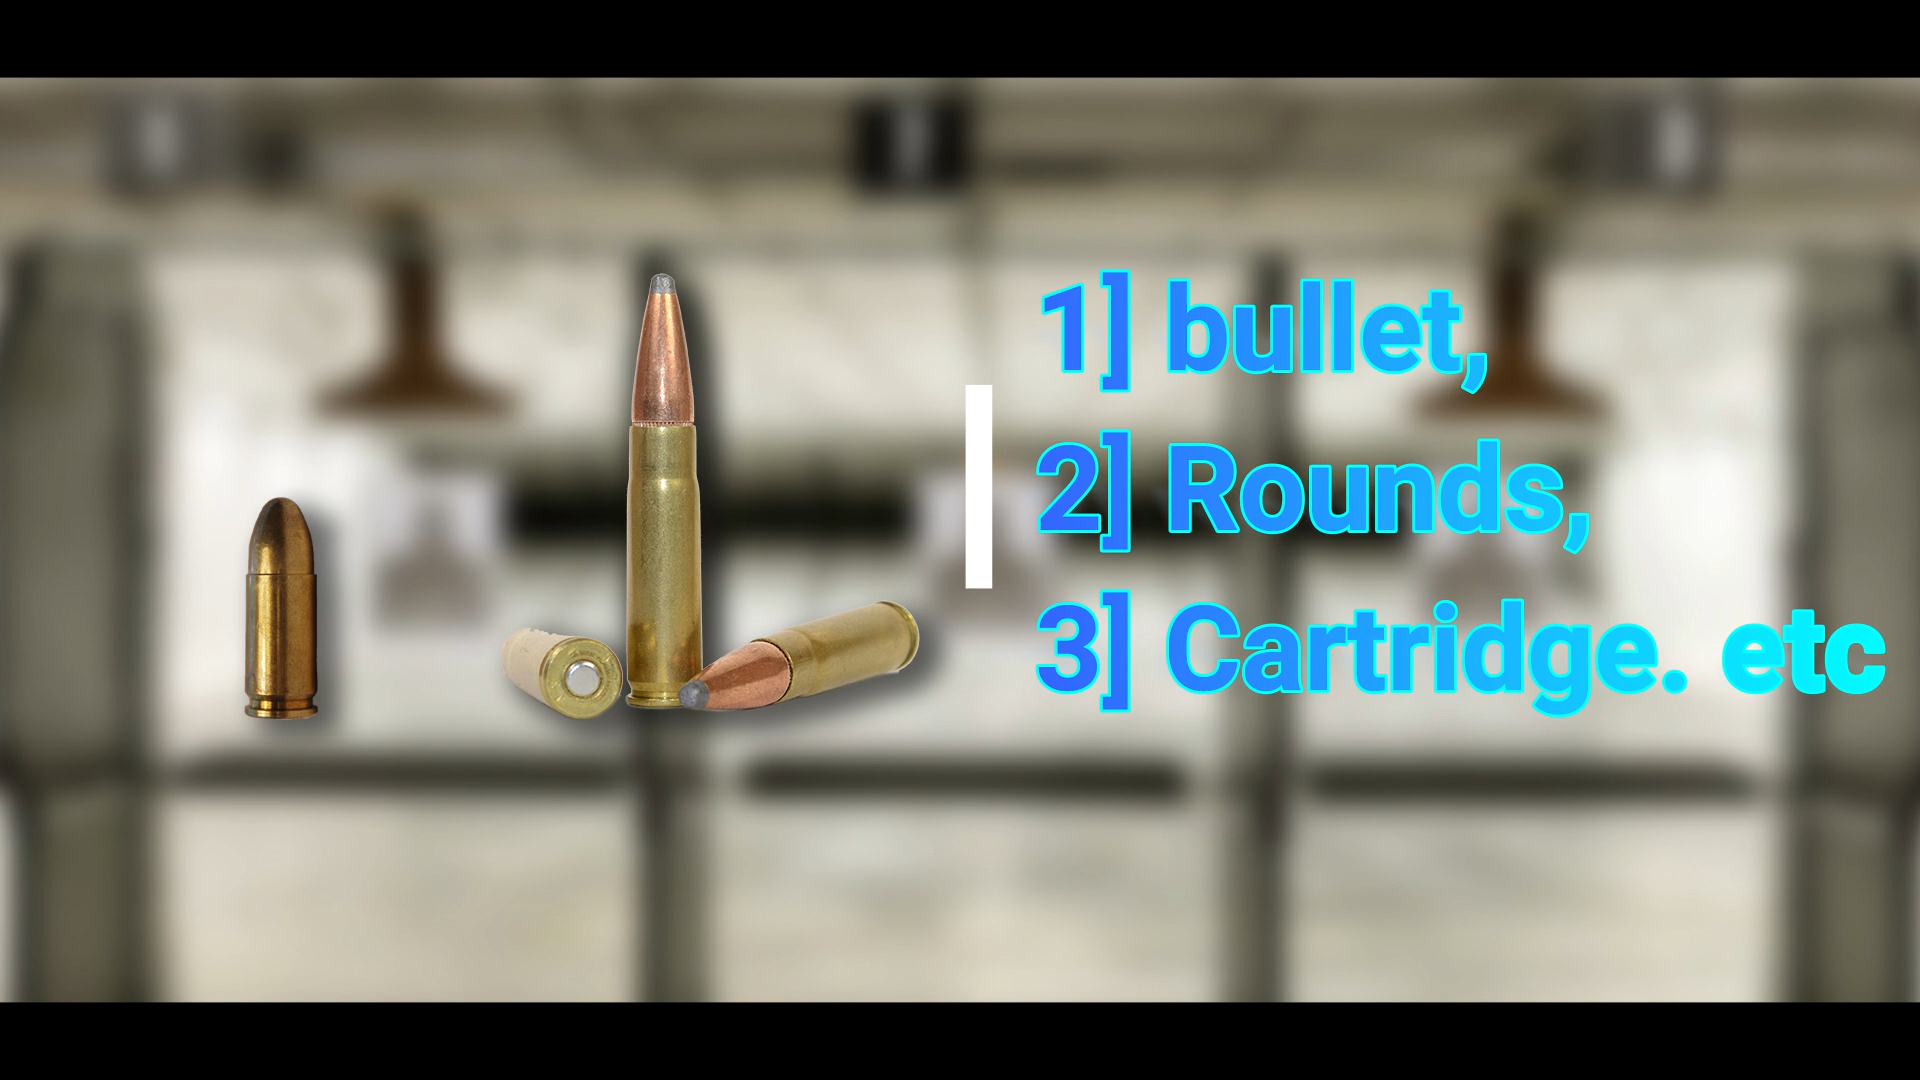 1] bullet,
2] Rounds,
3] Cartridge. etc